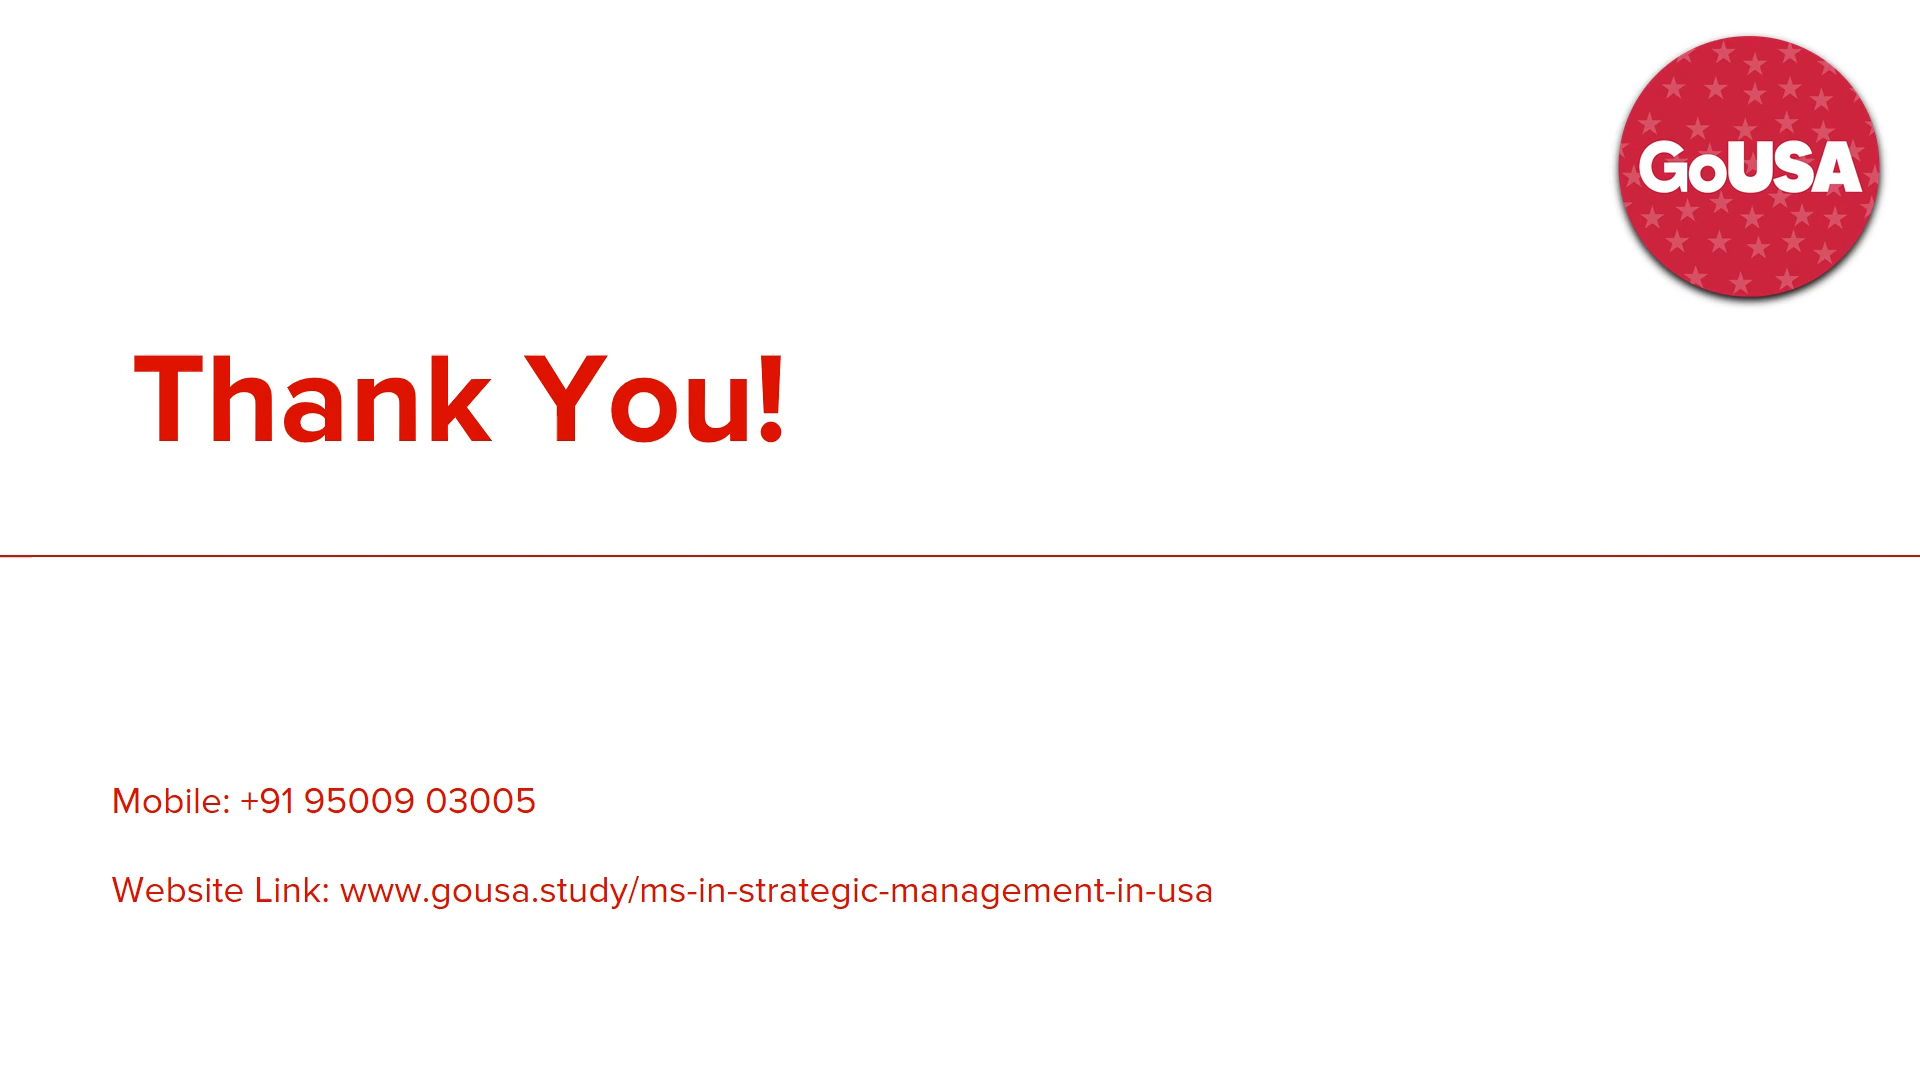 GoUSA
Thank You!
Mobile: +91 95009 03005
Website Link: www.gousa.study/ms-in-strategic-management-in-usa